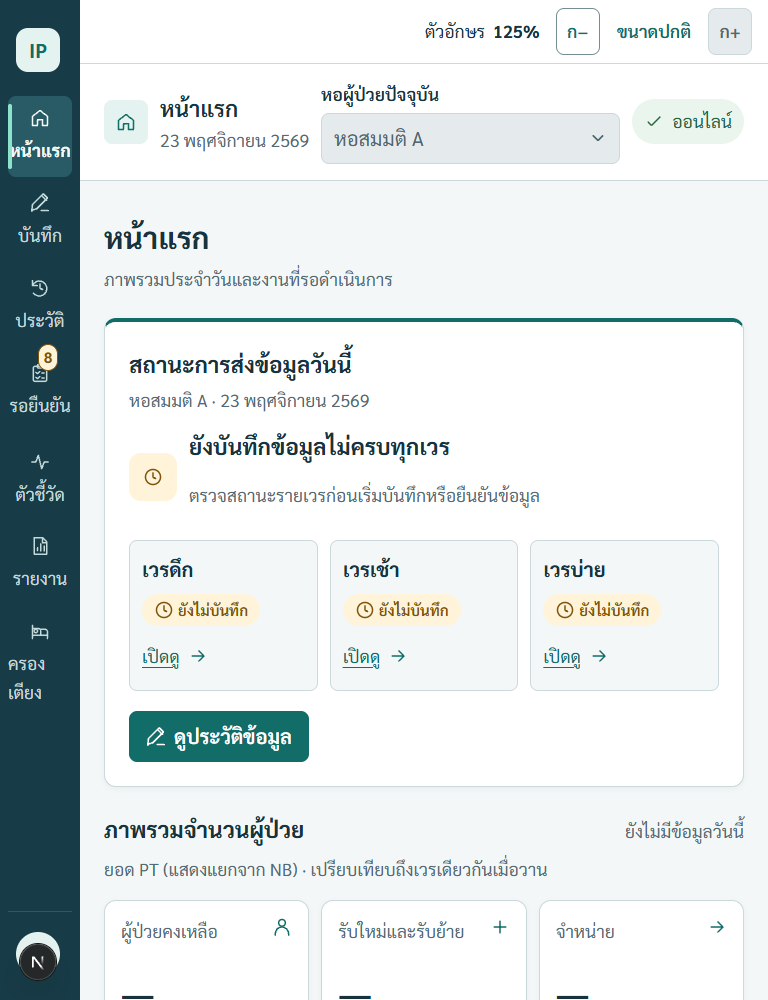 IP
หน้าแรก
บันทึก
ประวัติ
8
รอยืนยัน
ตัวชี้วัด
รายงาน
ครอง
เตียง
N
ตัวอักษร 125% ก− ขนาดปกติ ก+
หน้าแรก
23 พฤศจิกายน 2569
หอผู้ป่วยปัจจุบัน
หอสมมติ A
ออนไลน์
หน้าแรก
ภาพรวมประจำวันและงานที่รอดำเนินการ
สถานะการส่งข้อมูลวันนี้
หอสมมติ A · 23 พฤศจิกายน 2569
ยังบันทึกข้อมูลไม่ครบทุกเวร
ตรวจสถานะรายเวรก่อนเริ่มบันทึกหรือยืนยันข้อมูล
เวรดึก
ยังไม่บันทึก
เปิดดู
เวรเช้า
ยังไม่บันทึก
เปิดดู
เวรบ่าย
ยังไม่บันทึก
เปิดดู
ดูประวัติข้อมูล
ภาพรวมจำนวนผู้ป่วย
ยังไม่มีข้อมูลวันนี้
ยอด PT (แสดงแยกจาก NB) · เปรียบเทียบถึงเวรเดียวกันเมื่อวาน
ผู้ป่วยคงเหลือ
รับใหม่และรับย้าย
จำหน่าย